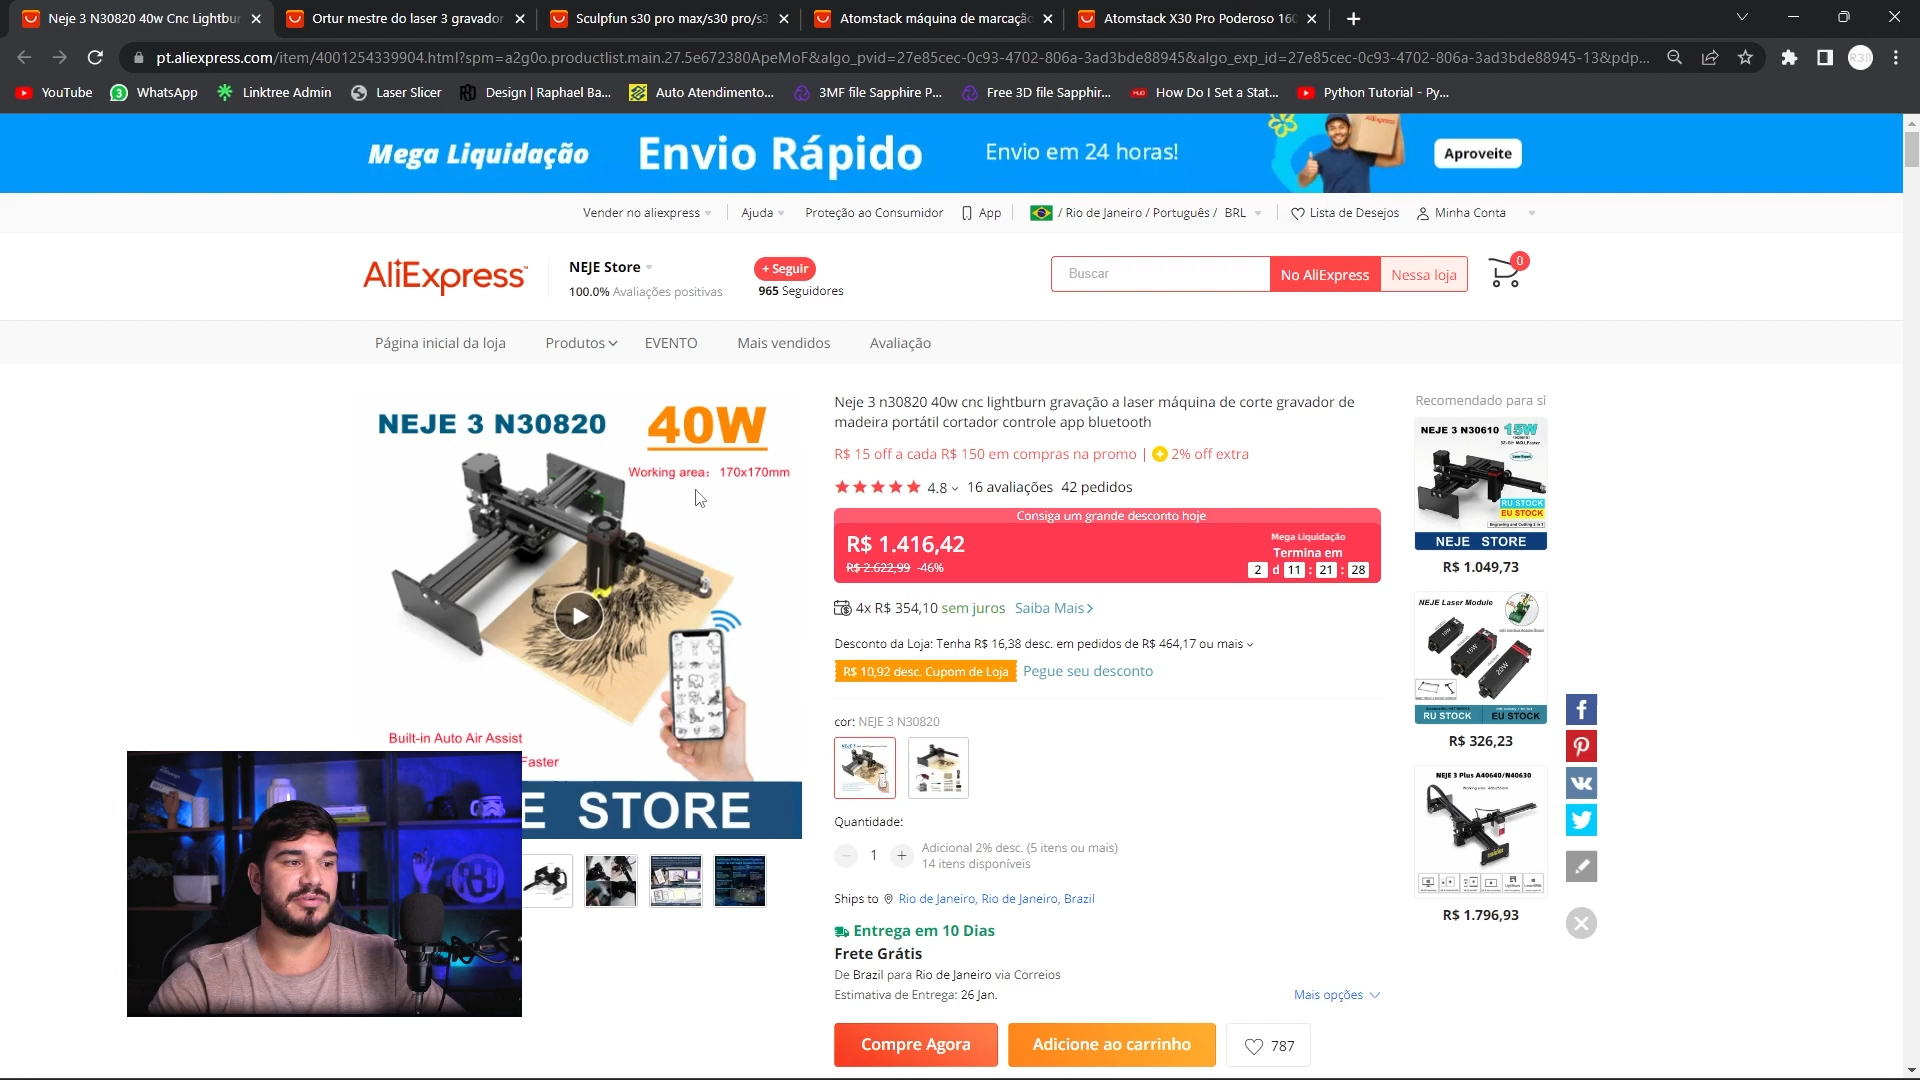 Neje 3 N30820 40w Cnc Lightbur
Ortur mestre do laser 3 gravador
Sculpfun s30 pro max/s30 pro/s3
Atomstack máquina de marcação
Atomstack X30 Pro Poderoso 160
pt.aliexpress.com/item/4001254339904.html?spm=a2g0o.productlist.main.27.5e672380ApeMoF&algo_pvid=27e85cec-0c93-4702-806a-3ad3bde88945&algo_exp_id=27e85cec-0c93-4702-806a-3ad3bde88945-13&pdp...
YouTube
WhatsApp
Linktree Admin
Laser Slicer
Design | Raphael Ba...
Auto Atendimento...
3MF file Sapphire P...
Free 3D file Sapphir...
How Do I Set a Stat...
Python Tutorial - Py...
Mega Liquidação
Envio Rápido
Envio em 24 horas!
Aproveite
Vender no aliexpress
Ajuda
Proteção ao Consumidor
App
/ Rio de Janeiro / Português / BRL
Lista de Desejos
Minha Conta
AliExpress
NEJE Store
100.0% Avaliações positivas
+ Seguir
965 Seguidores
Buscar
No AliExpress
Nessa loja
0
Página inicial da loja
Produtos
EVENTO
Mais vendidos
Avaliação
NEJE 3 N30820
40W
Working area: 170x170mm
Built-in Auto Air Assist
Faster
E STORE
Neje 3 n30820 40w cnc lightburn gravação a laser máquina de corte gravador de
madeira portátil cortador controle app bluetooth
R$ 15 off a cada R$ 150 em compras na promo | 2% off extra
4.8 16 avaliações 42 pedidos
Consiga um grande desconto hoje
R$ 1.416,42
R$ 2.622,99 -46%
Mega Liquidação
Termina em
2 d 11 : 21 : 28
4x R$ 354,10 sem juros Saiba Mais
Desconto da Loja: Tenha R$ 16,38 desc. em pedidos de R$ 464,17 ou mais
R$ 10,92 desc. Cupom de Loja Pegue seu desconto
cor: NEJE 3 N30820
Quantidade:
1
Adicional 2% desc. (5 itens ou mais)
14 itens disponíveis
Ships to Rio de Janeiro, Rio de Janeiro, Brazil
Entrega em 10 Dias
Frete Grátis
De Brazil para Rio de Janeiro via Correios
Estimativa de Entrega: 26 Jan.
Mais opções
Compre Agora
Adicione ao carrinho
787
Recomendado para si
NEJE 3 N30610 15W
RU STOCK
EU STOCK
Engraving and Cutting 2 in 1
NEJE STORE
R$ 1.049,73
NEJE Laser Module
RU STOCK EU STOCK
R$ 326,23
NEJE 3 Plus A40640/N40630
R$ 1.796,93